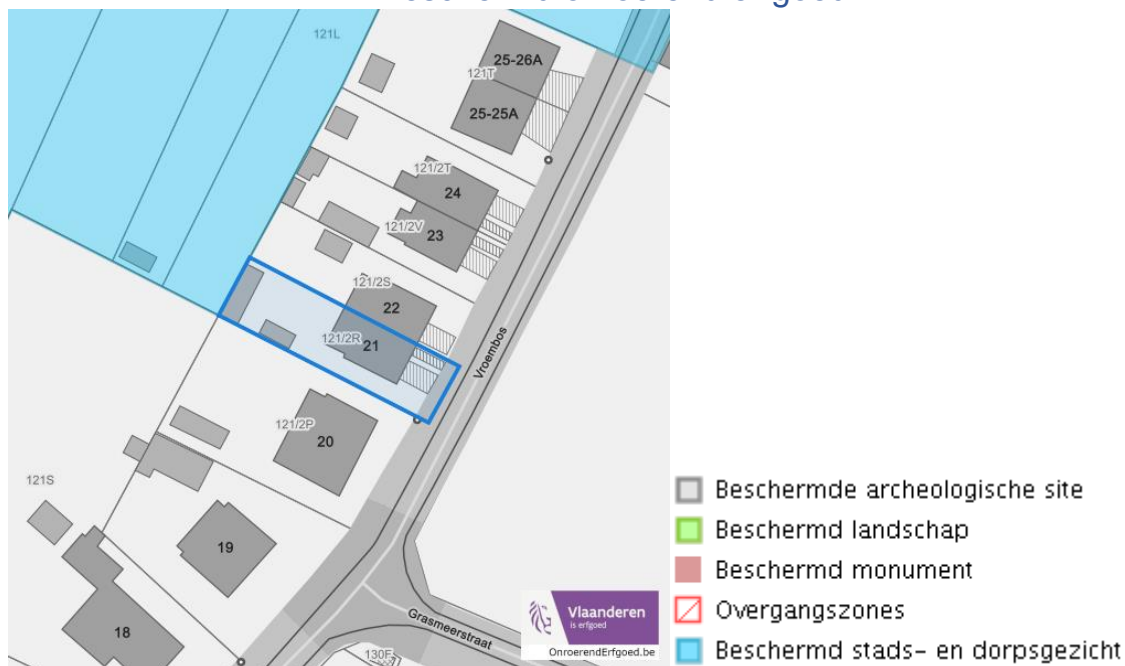 121L
25-26A
121T
25-25A
121/2T
24
121/2V
23
121/2S
22
121/2R
21
Vroembos
121/2P
20
121S
19
18
Grasmeerstraat
130F
Vlaanderen
is erfgoed
OnroerendErfgoed.be
Beschermde archeologische site
Beschermd landschap
Beschermd monument
Overgangszones
Beschermd stads- en dorpsgezicht